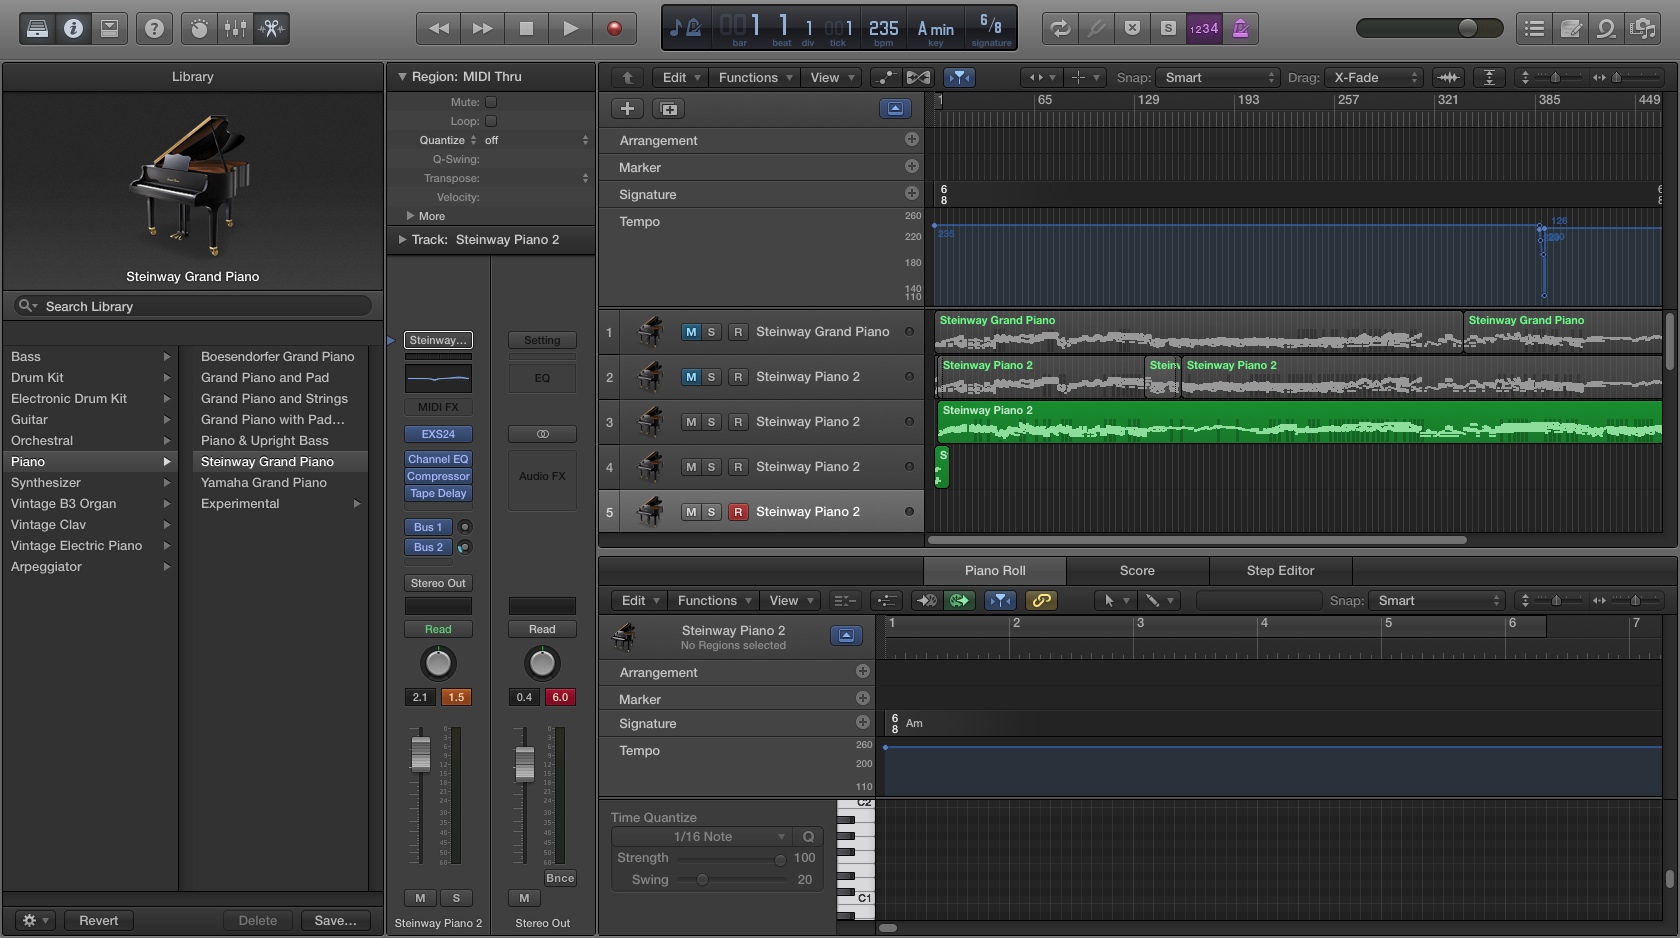 1 1 1 1 235 A min 6/8
bar beat div tick bpm key signature
S 1234
Library
Steinway Grand Piano
Search Library
Bass
Drum Kit
Electronic Drum Kit
Guitar
Orchestral
Piano
Synthesizer
Vintage B3 Organ
Vintage Clav
Vintage Electric Piano
Arpeggiator
Boesendorfer Grand Piano
Grand Piano and Pad
Grand Piano and Strings
Grand Piano with Pad...
Piano & Upright Bass
Steinway Grand Piano
Yamaha Grand Piano
Experimental
Revert Delete Save...
Region: MIDI Thru
Mute:
Loop:
Quantize off
Q-Swing:
Transpose:
Velocity:
More
Track: Steinway Piano 2
Steinway... Setting
EQ
MIDI FX
EXS24
Channel EQ
Compressor
Tape Delay
Audio FX
Bus 1
Bus 2
Stereo Out
Read Read
2.1 1.5 0.4 6.0
Bnce
M S M
Steinway Piano 2 Stereo Out
Edit Functions View Snap: Smart Drag: X-Fade
1 65 129 193 257 321 385 449
Arrangement
Marker
Signature 6 8
Tempo 260 220 180 140 110
235 126
1 M S R Steinway Grand Piano
Steinway Grand Piano Steinway Grand Piano
2 M S R Steinway Piano 2
Steinway Piano 2 Steinw Steinway Piano 2
3 M S R Steinway Piano 2
Steinway Piano 2
4 M S R Steinway Piano 2
S
5 M S R Steinway Piano 2
Piano Roll Score Step Editor
Edit Functions View Snap: Smart
1 2 3 4 5 6 7
Steinway Piano 2
No Regions selected
Arrangement
Marker
Signature 6 8 Am
Tempo 260 200 110
Time Quantize
1/16 Note Q
Strength 100
Swing 20
C2
C1